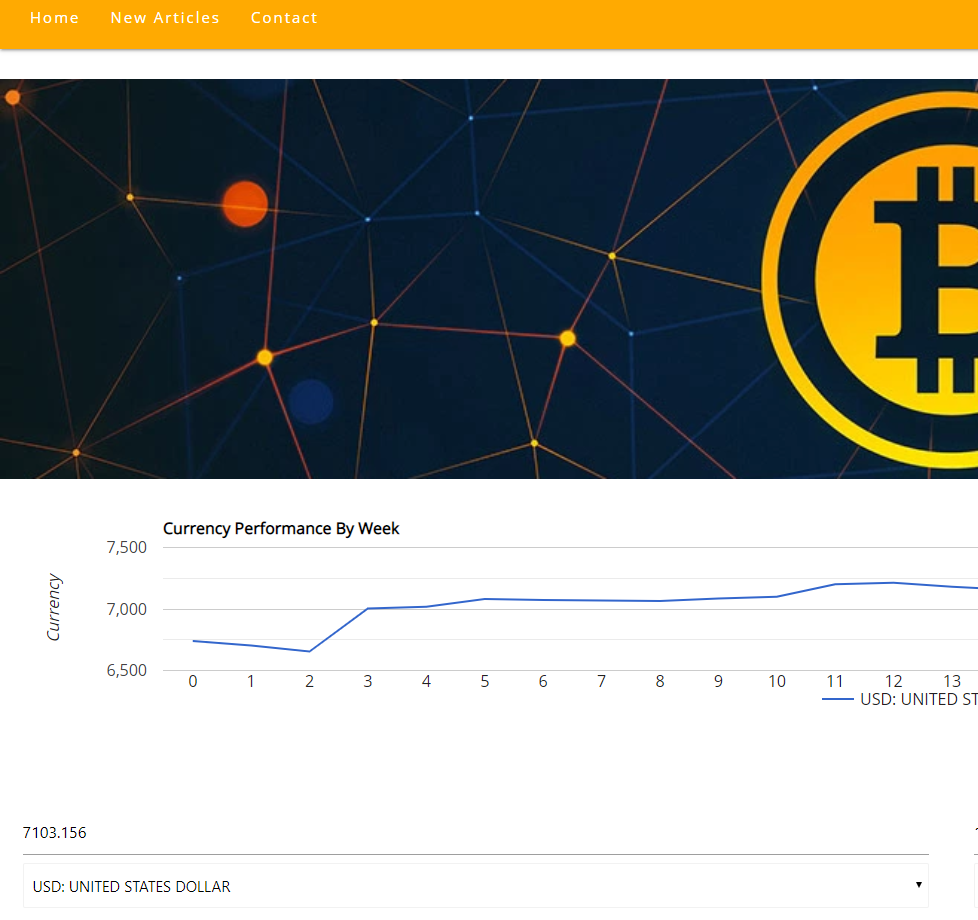 Home New Articles Contact
Currency Performance By Week
7,500
Currency
7,000
6,500
0 1 2 3 4 5 6 7 8 9 10 11 12 13
USD: UNITED
7103.156
USD: UNITED STATES DOLLAR